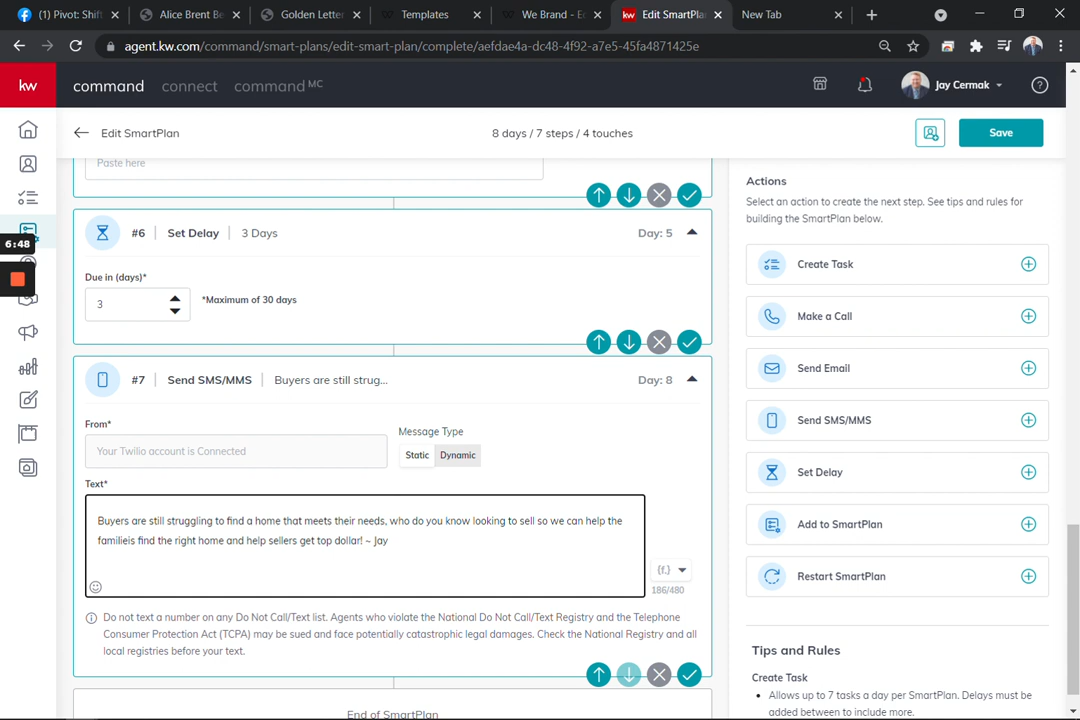 (1) Pivot: Shift
Alice Brent Be
Golden Letter
Templates
We Brand - Ec
Edit SmartPlan
New Tab
agent.kw.com/command/smart-plans/edit-smart-plan/complete/aefdae4a-dc48-4f92-a7e5-45fa4871425e
kw
command
connect
command MC
Jay Cermak
Edit SmartPlan
8 days / 7 steps / 4 touches
Save
Paste here
6:48
#6
Set Delay
3 Days
Day: 5
Due in (days)*
3
*Maximum of 30 days
#7
Send SMS/MMS
Buyers are still strug...
Day: 8
From*
Message Type
Your Twilio account is Connected
Static
Dynamic
Text*
Buyers are still struggling to find a home that meets their needs, who do you know looking to sell so we can help the
familieis find the right home and help sellers get top dollar! ~ Jay
{f.}
186/480
Do not text a number on any Do Not Call/Text list. Agents who violate the National Do Not Call/Text Registry and the Telephone
Consumer Protection Act (TCPA) may be sued and face potentially catastrophic legal damages. Check the National Registry and all
local registries before your text.
End of SmartPlan
Actions
Select an action to create the next step. See tips and rules for
building the SmartPlan below.
Create Task
Make a Call
Send Email
Send SMS/MMS
Set Delay
Add to SmartPlan
Restart SmartPlan
Tips and Rules
Create Task
• Allows up to 7 tasks a day per SmartPlan. Delays must be
added between to include more.